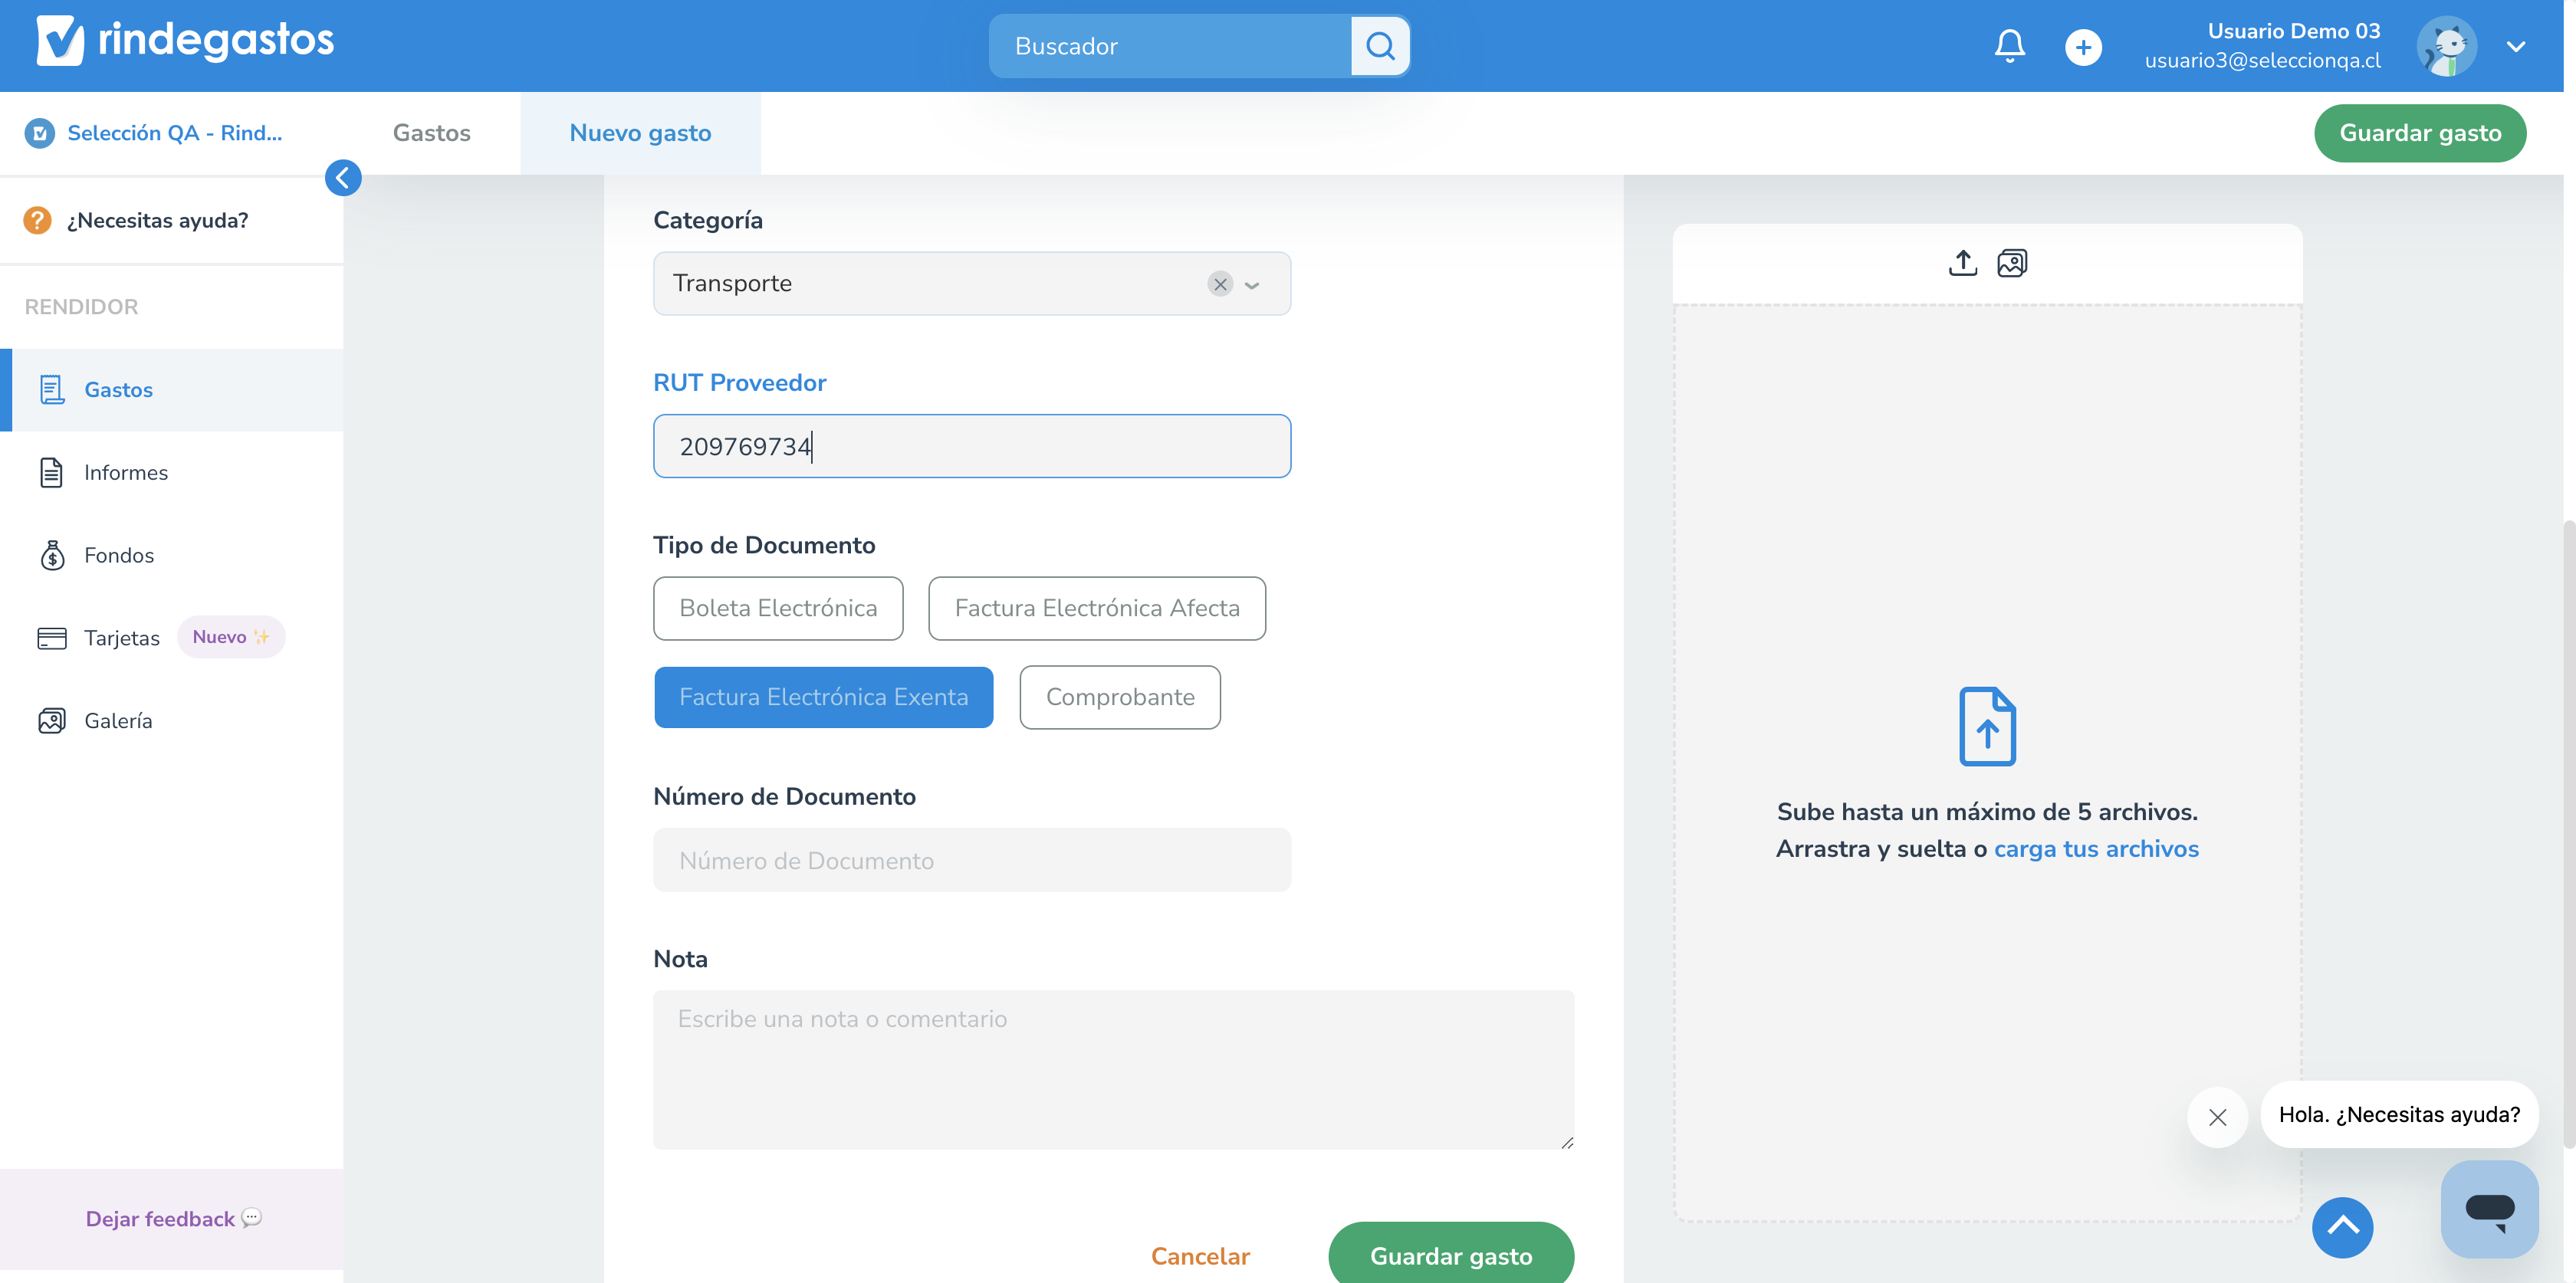 rindegastos
Buscador
Usuario Demo 03
usuario3@seleccionqa.cl
Selección QA - Rind...
Gastos
Nuevo gasto
Guardar gasto
¿Necesitas ayuda?
RENDIDOR
Gastos
Informes
Fondos
Tarjetas
Nuevo ✨
Galería
Dejar feedback 💬
Categoría
Transporte
RUT Proveedor
209769734
Tipo de Documento
Boleta Electrónica
Factura Electrónica Afecta
Factura Electrónica Exenta
Comprobante
Número de Documento
Número de Documento
Nota
Escribe una nota o comentario
Cancelar
Guardar gasto
Sube hasta un máximo de 5 archivos.
Arrastra y suelta o carga tus archivos
Hola. ¿Necesitas ayuda?